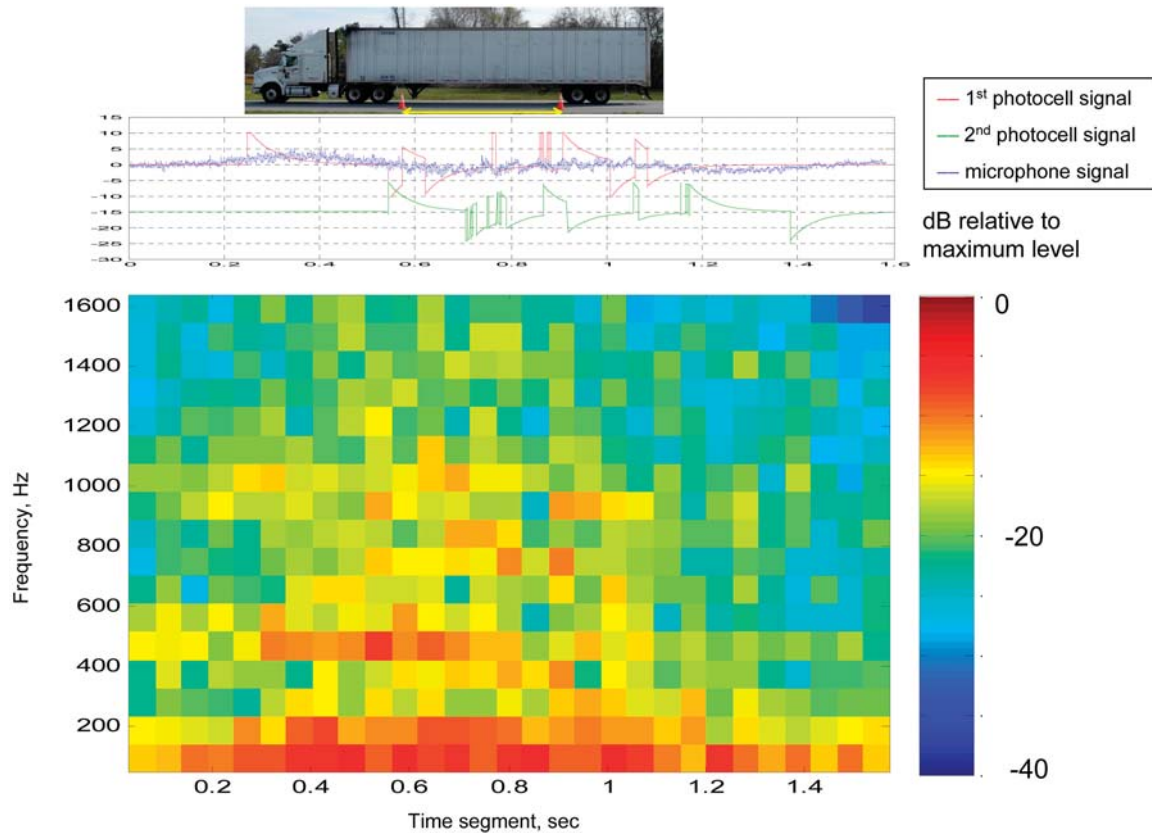 15
10
5
0
-5
-10
-15
-20
-25
-30
0 0.2 0.4 0.6 0.8 1 1.2 1.4 1.6
1st photocell signal
2nd photocell signal
microphone signal
dB relative to
maximum level
1600
1400
1200
1000
800
600
400
200
Frequency, Hz
0.2 0.4 0.6 0.8 1 1.2 1.4
Time segment, sec
0
-20
-40